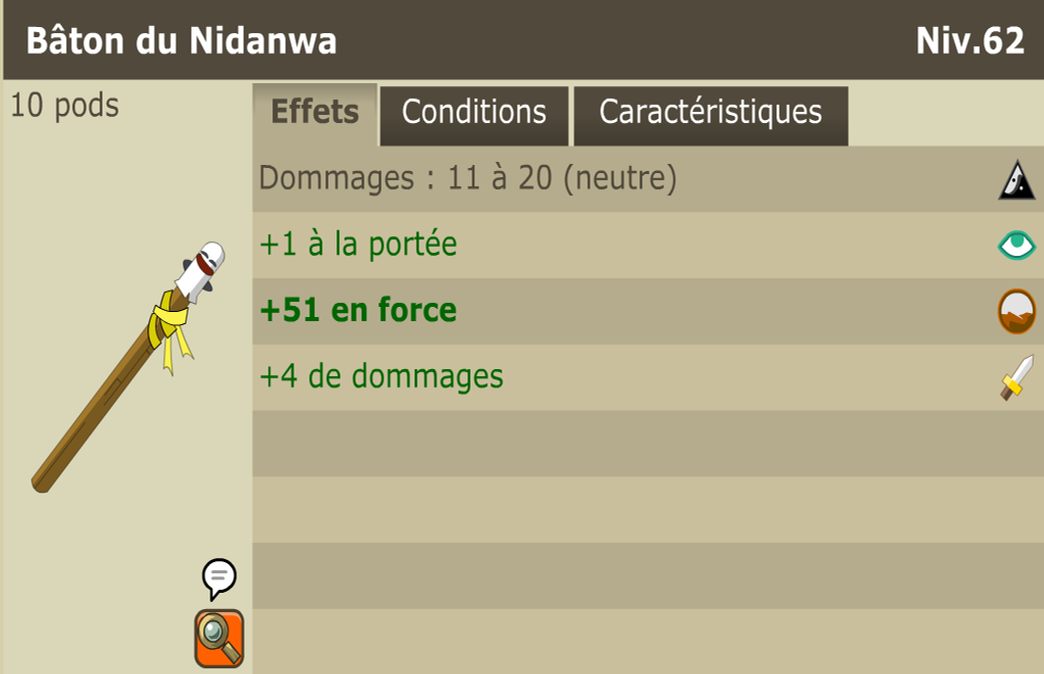 Bâton du Nidanwa
Niv.62
10 pods
Effets
Conditions
Caractéristiques
Dommages : 11 à 20 (neutre)
+1 à la portée
+51 en force
+4 de dommages